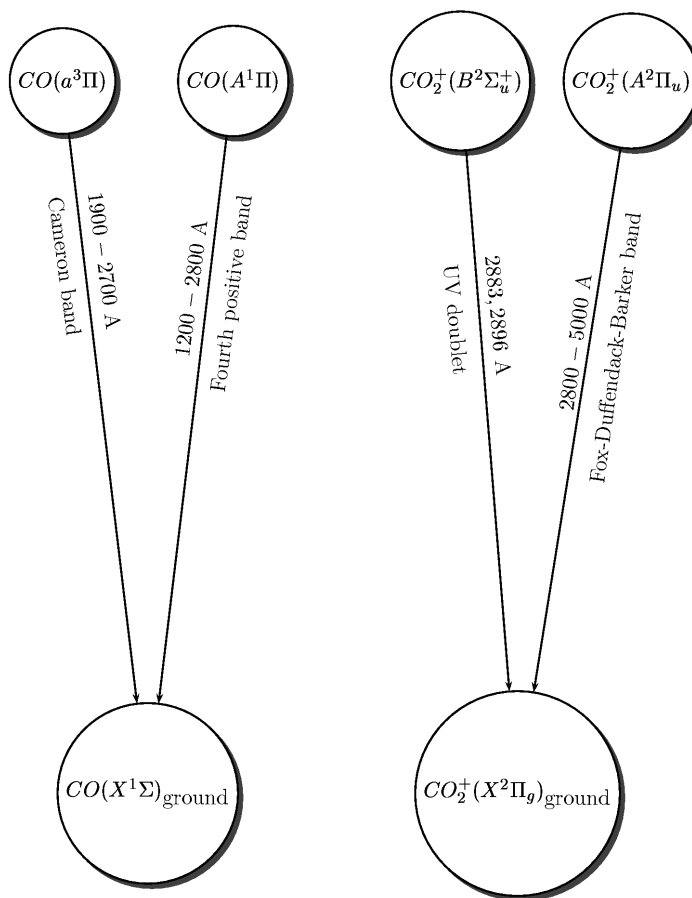 CO(a³Π)
CO(A¹Π)
CO₂⁺(B²Σᵤ⁺)
CO₂⁺(A²Πᵤ)
1900 − 2700 A
Cameron band
1200 − 2800 A
Fourth positive band
2883, 2896 A
UV doublet
2800 − 5000 A
Fox-Duffendack-Barker band
CO(X¹Σ)ground
CO₂⁺(X²Π_g)ground